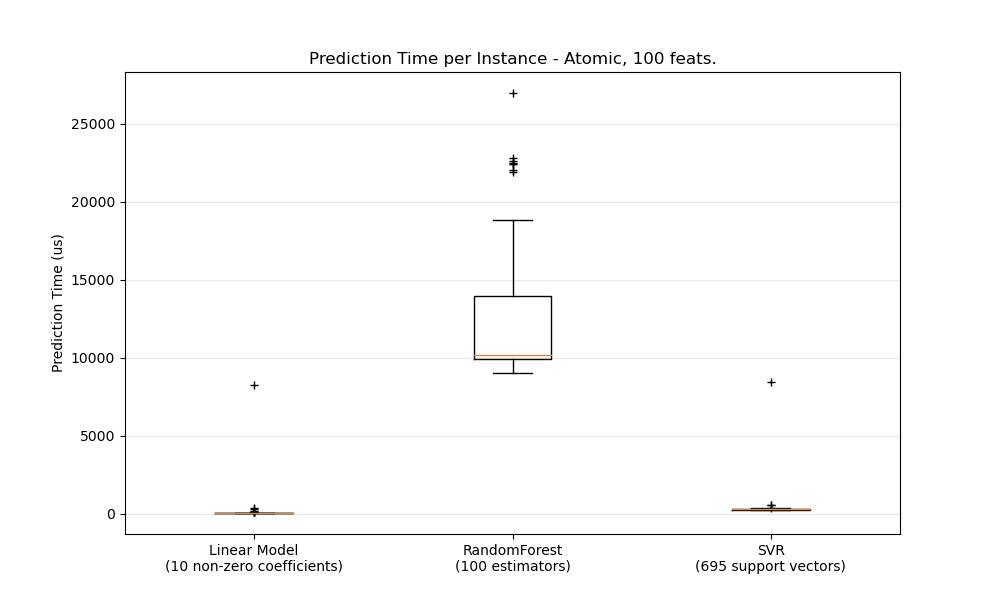 Prediction Time per Instance - Atomic, 100 feats.
Prediction Time (us)
25000
20000
15000
10000
5000
0
Linear Model
(10 non-zero coefficients)
RandomForest
(100 estimators)
SVR
(695 support vectors)